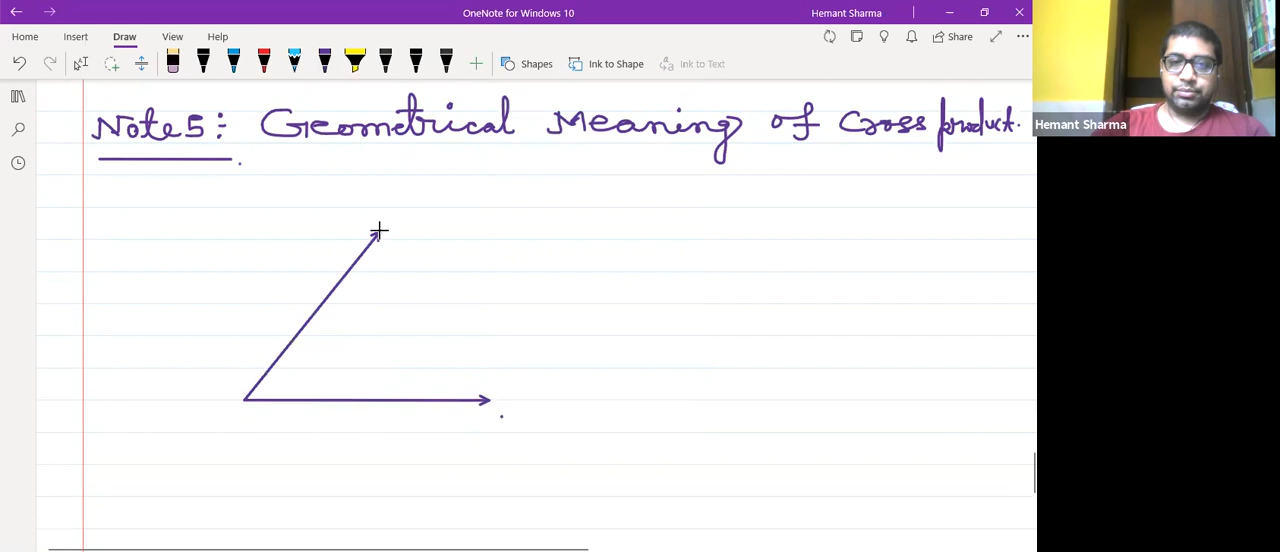 OneNote for Windows 10
Hemant Sharma
Home Insert Draw View Help
Share
Shapes Ink to Shape Ink to Text
Note 5: Geometrical Meaning of Cross product.
Hemant Sharma